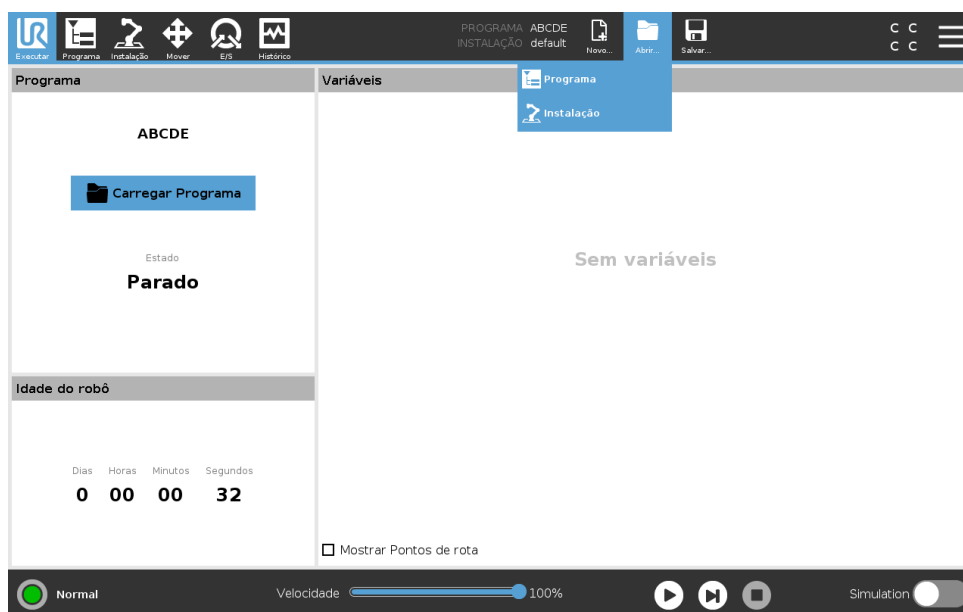 UR
Executar Programa Instalação Mover E/S Histórico
PROGRAMA ABCDE
INSTALAÇÃO default
Novo... Abrir... Salvar...
C C
C C
Programa
Instalação
Programa
ABCDE
Carregar Programa
Estado
Parado
Variáveis
Sem variáveis
Mostrar Pontos de rota
Idade do robô
Dias Horas Minutos Segundos
0 00 00 32
Normal
Velocidade 100%
Simulation